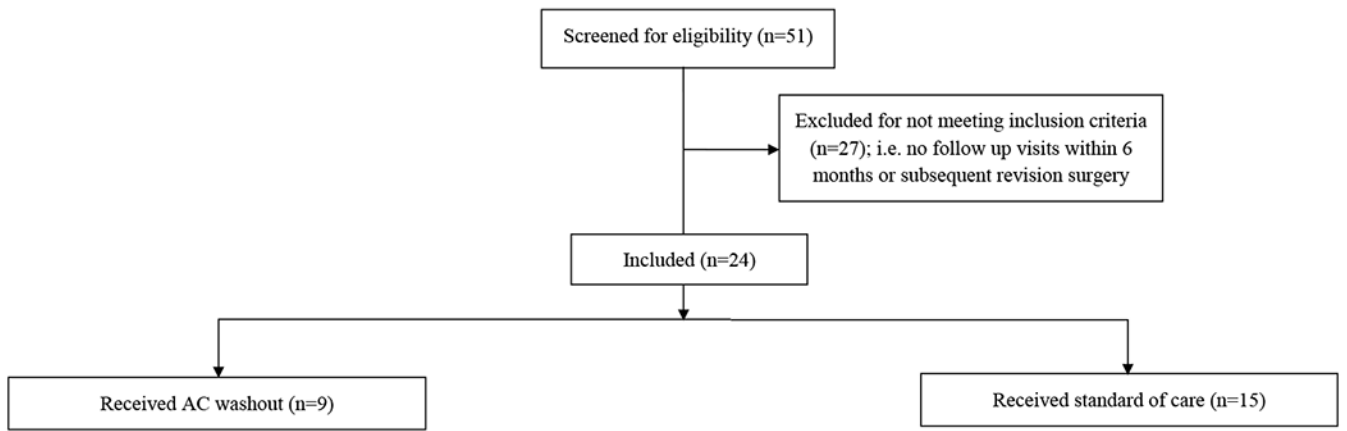 Screened for eligibility (n=51)
Excluded for not meeting inclusion criteria
(n=27); i.e. no follow up visits within 6
months or subsequent revision surgery
Included (n=24)
Received AC washout (n=9)
Received standard of care (n=15)